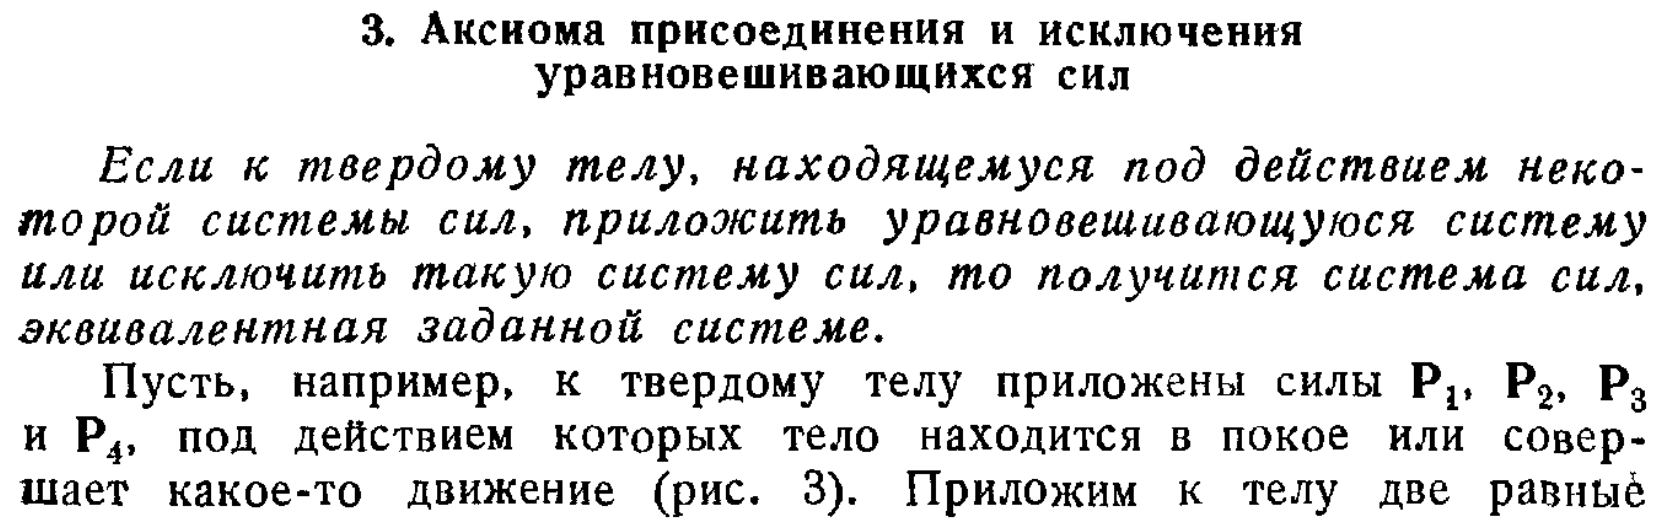 3. Аксиома присоединения и исключения
уравновешивающихся сил
Если к твердому телу, находящемуся под действием неко-
торой системы сил, приложить уравновешивающуюся систему
или исключить такую систему сил, то получится система сил,
эквивалентная заданной системе.
Пусть, например, к твердому телу приложены силы P₁, P₂, P₃
и P₄, под действием которых тело находится в покое или совер-
шает какое-то движение (рис. 3). Приложим к телу две равные